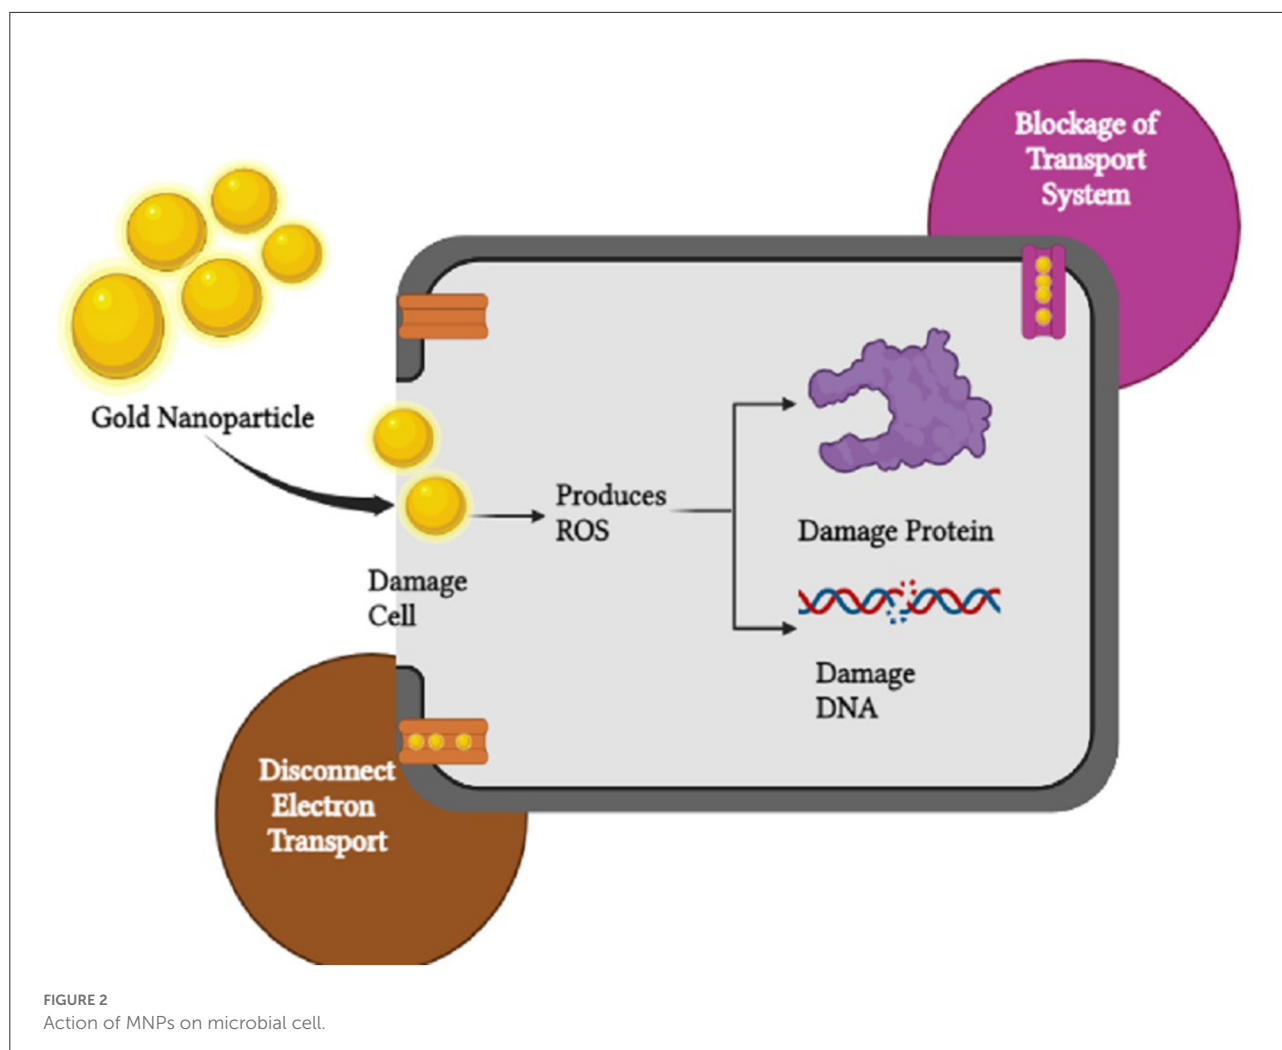 Blockage of
Transport
System
Gold Nanoparticle
Produces
ROS
Damage Protein
Damage
Cell
Damage
DNA
Disconnect
Electron
Transport
FIGURE 2
Action of MNPs on microbial cell.